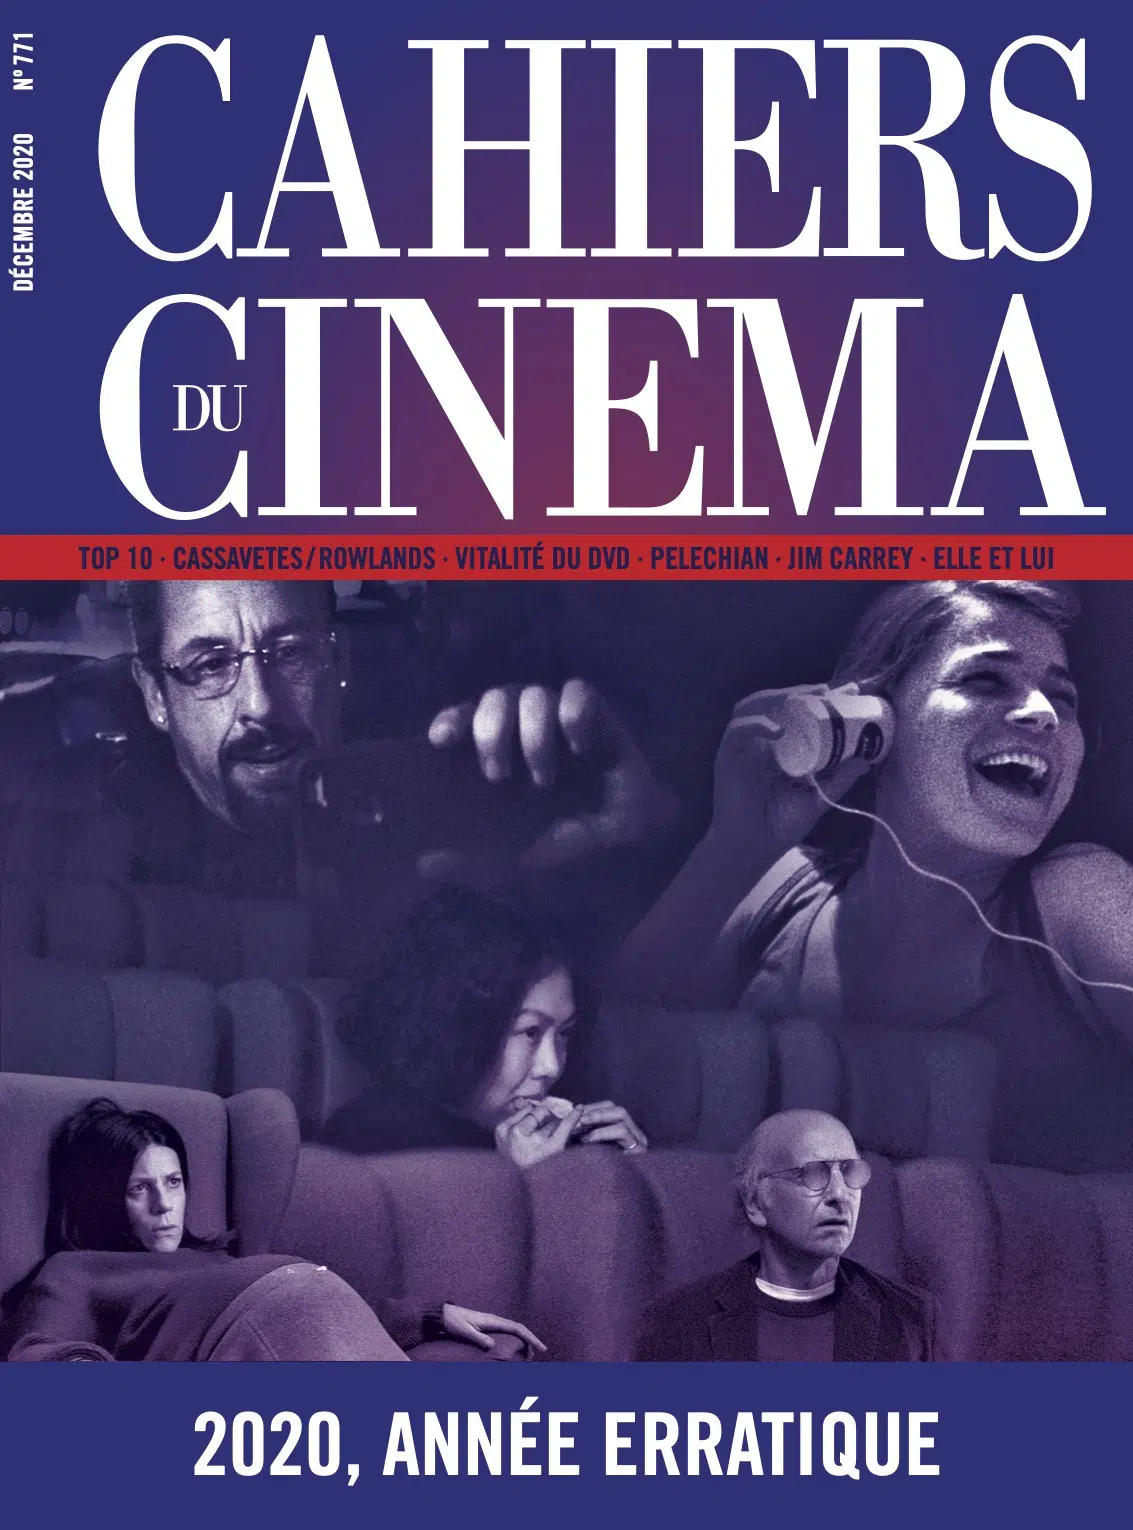 N° 771
DÉCEMBRE 2020
CAHIERS
DU
CINEMA
TOP 10 · CASSAVETES/ROWLANDS · VITALITÉ DU DVD · PELECHIAN · JIM CARREY · ELLE ET LUI
2020, ANNÉE ERRATIQUE